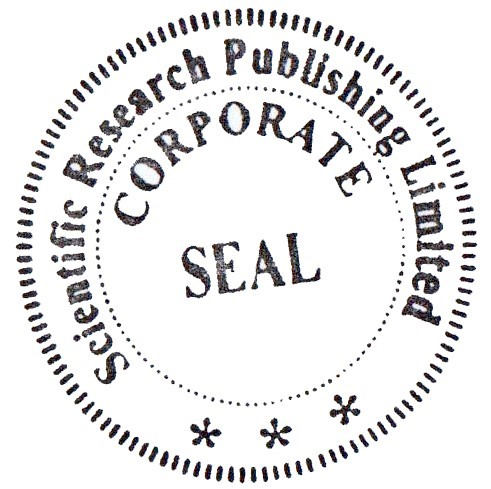 Scientific Research Publishing Limited
CORPORATE
SEAL
* * *